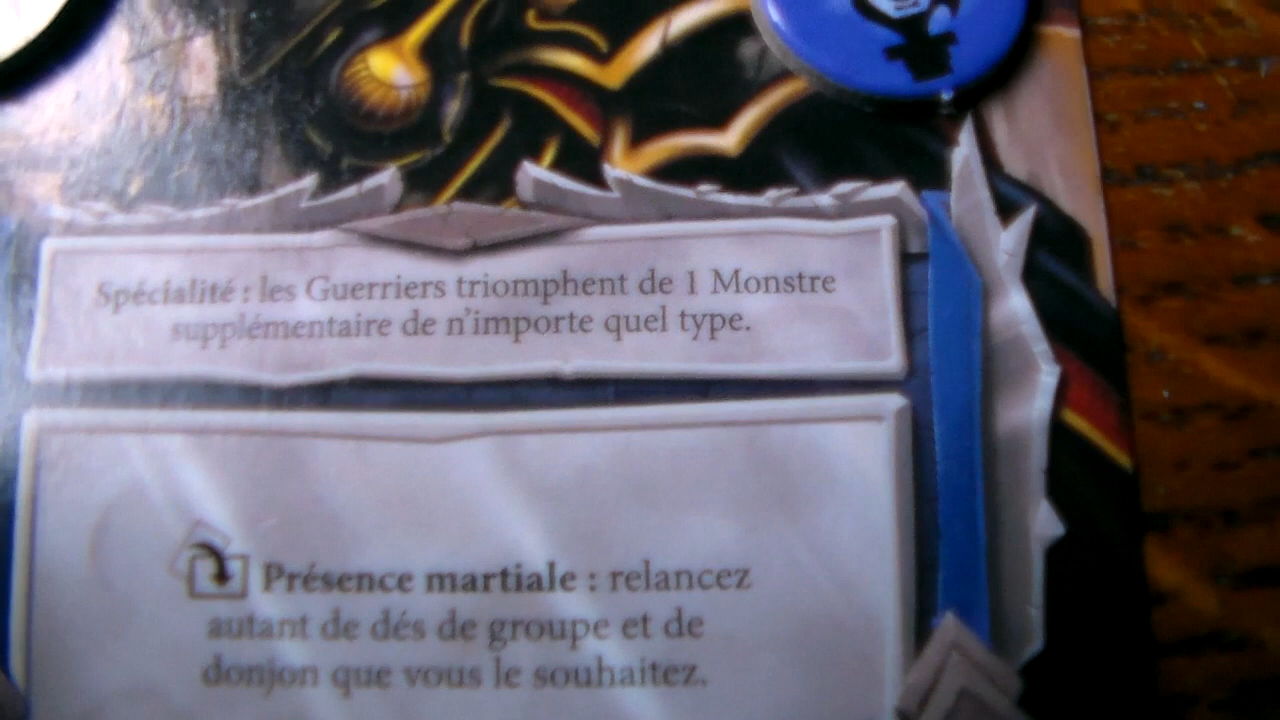 Spécialité : les Guerriers triomphent de 1 Monstre
supplémentaire de n'importe quel type.
Présence martiale : relancez
autant de dés de groupe et de
donjon que vous le souhaitez.